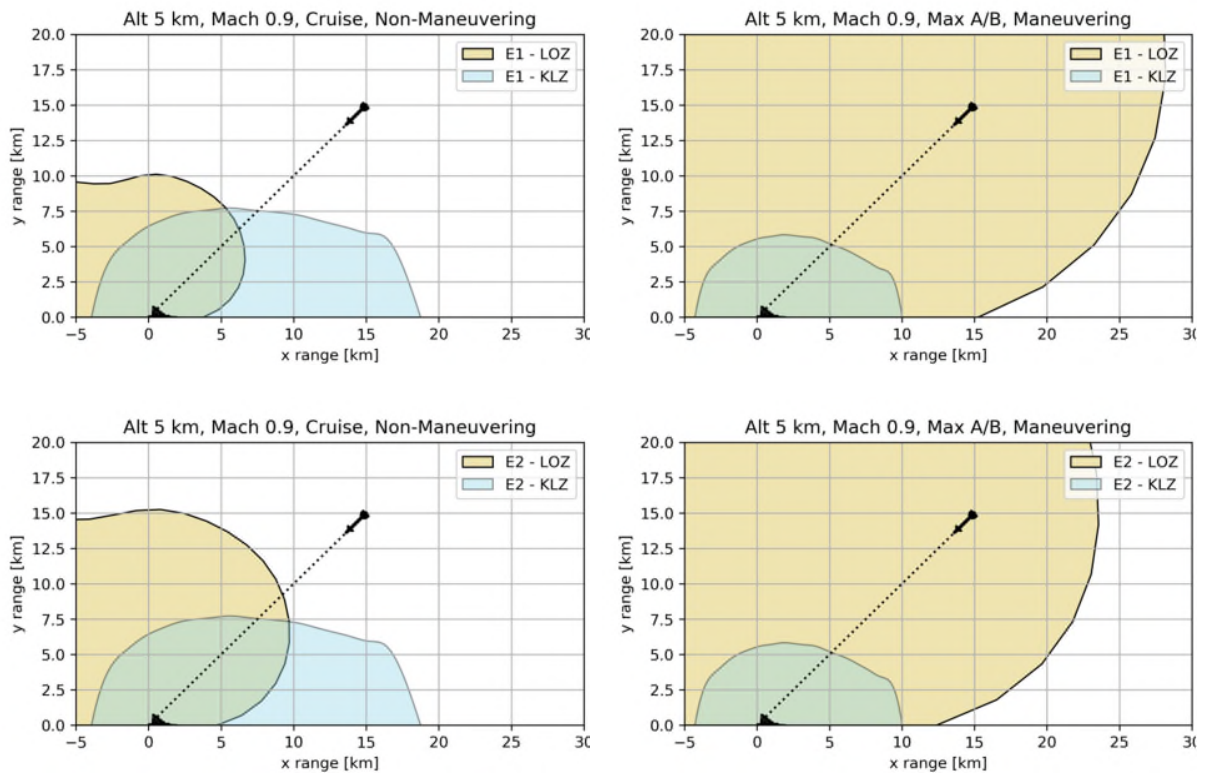 Alt 5 km, Mach 0.9, Cruise, Non-Maneuvering
20.0
17.5
15.0
12.5
10.0
7.5
5.0
2.5
0.0
y range [km]
E1 - LOZ
E1 - KLZ
−5 0 5 10 15 20 25 30
x range [km]
Alt 5 km, Mach 0.9, Max A/B, Maneuvering
20.0
17.5
15.0
12.5
10.0
7.5
5.0
2.5
0.0
y range [km]
E1 - LOZ
E1 - KLZ
−5 0 5 10 15 20 25 30
x range [km]
Alt 5 km, Mach 0.9, Cruise, Non-Maneuvering
20.0
17.5
15.0
12.5
10.0
7.5
5.0
2.5
0.0
y range [km]
E2 - LOZ
E2 - KLZ
−5 0 5 10 15 20 25 30
x range [km]
Alt 5 km, Mach 0.9, Max A/B, Maneuvering
20.0
17.5
15.0
12.5
10.0
7.5
5.0
2.5
0.0
y range [km]
E2 - LOZ
E2 - KLZ
−5 0 5 10 15 20 25 30
x range [km]